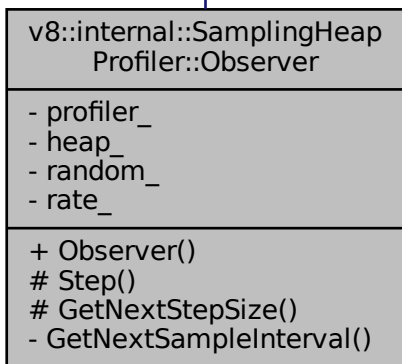 v8::internal::SamplingHeap
Profiler::Observer
- profiler_
- heap_
- random_
- rate_
+ Observer()
# Step()
# GetNextStepSize()
- GetNextSampleInterval()